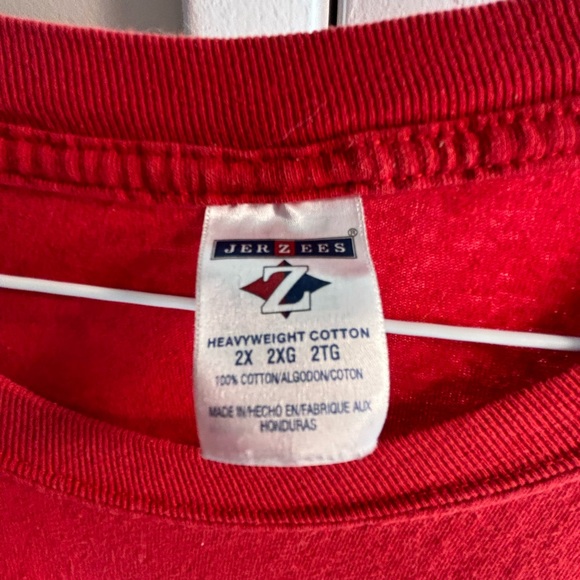 JERZEES®
Z
HEAVYWEIGHT COTTON
2X 2XG 2TG
100% COTTON/ALGODON/COTON
MADE IN/HECHO EN/FABRIQUE AUX
HONDURAS